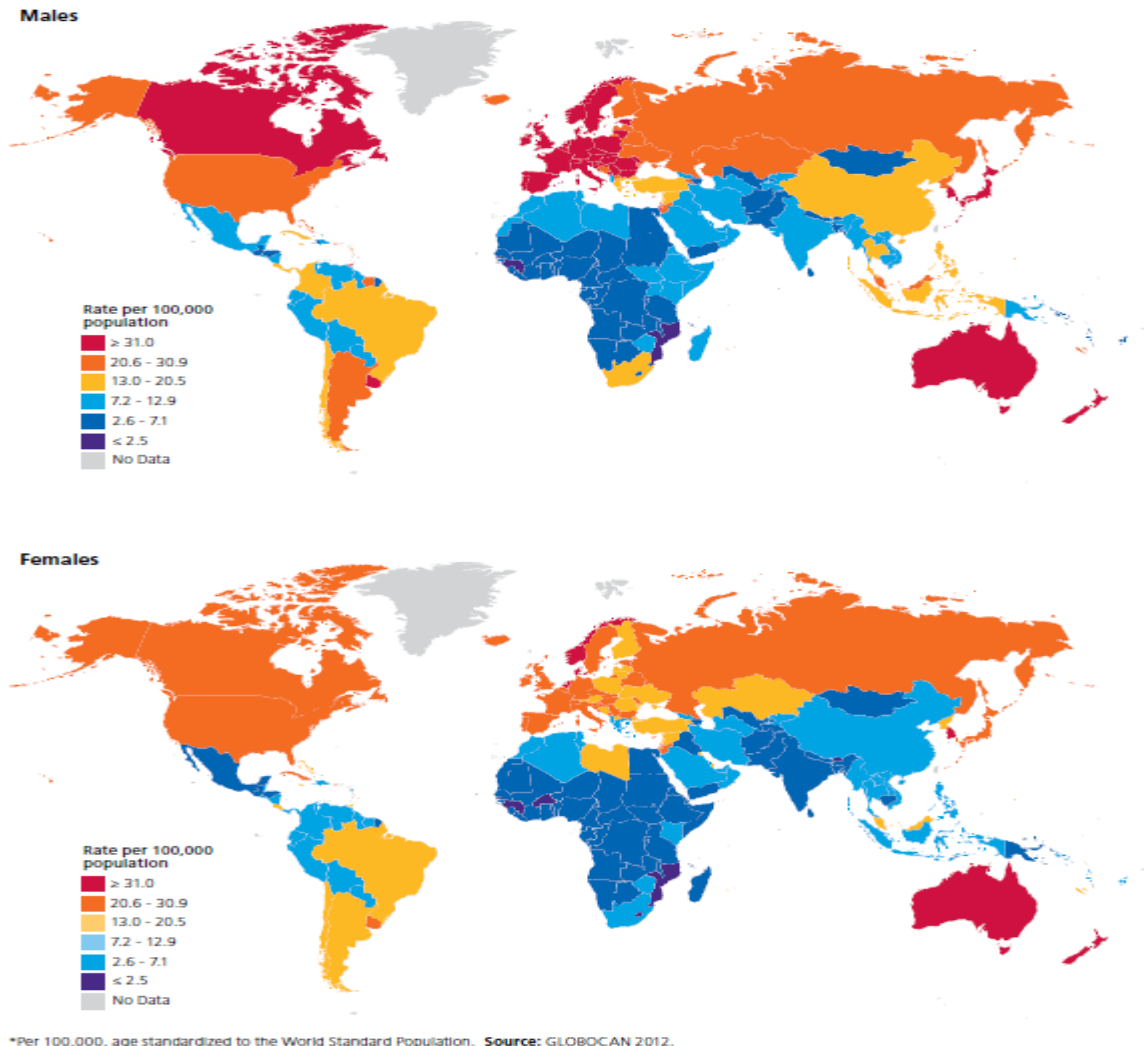 Males
Rate per 100,000
population
≥ 31.0
20.6 - 30.9
13.0 - 20.5
7.2 - 12.9
2.6 - 7.1
≤ 2.5
No Data
Females
Rate per 100,000
population
≥ 31.0
20.6 - 30.9
13.0 - 20.5
7.2 - 12.9
2.6 - 7.1
≤ 2.5
No Data
*Per 100,000, age standardized to the World Standard Population. Source: GLOBOCAN 2012.